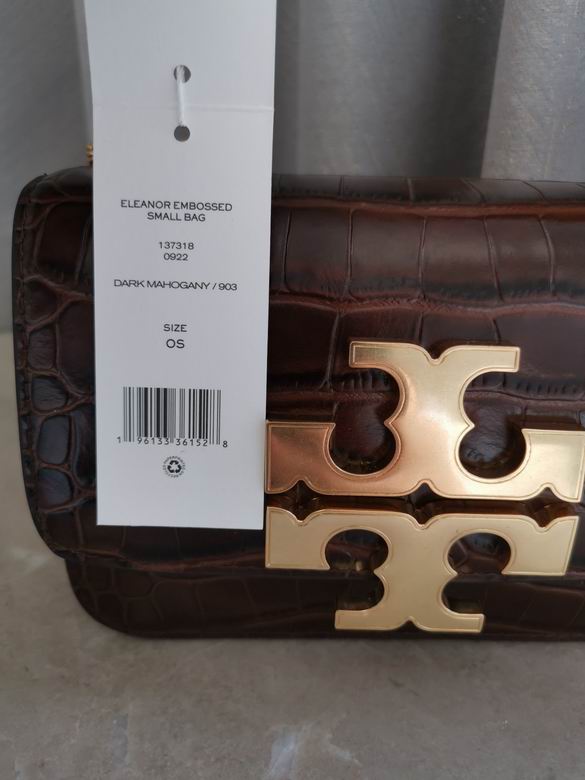 ELEANOR EMBOSSED
SMALL BAG
137318
0922
DARK MAHOGANY / 903
SIZE
OS
1 96133 36152 8